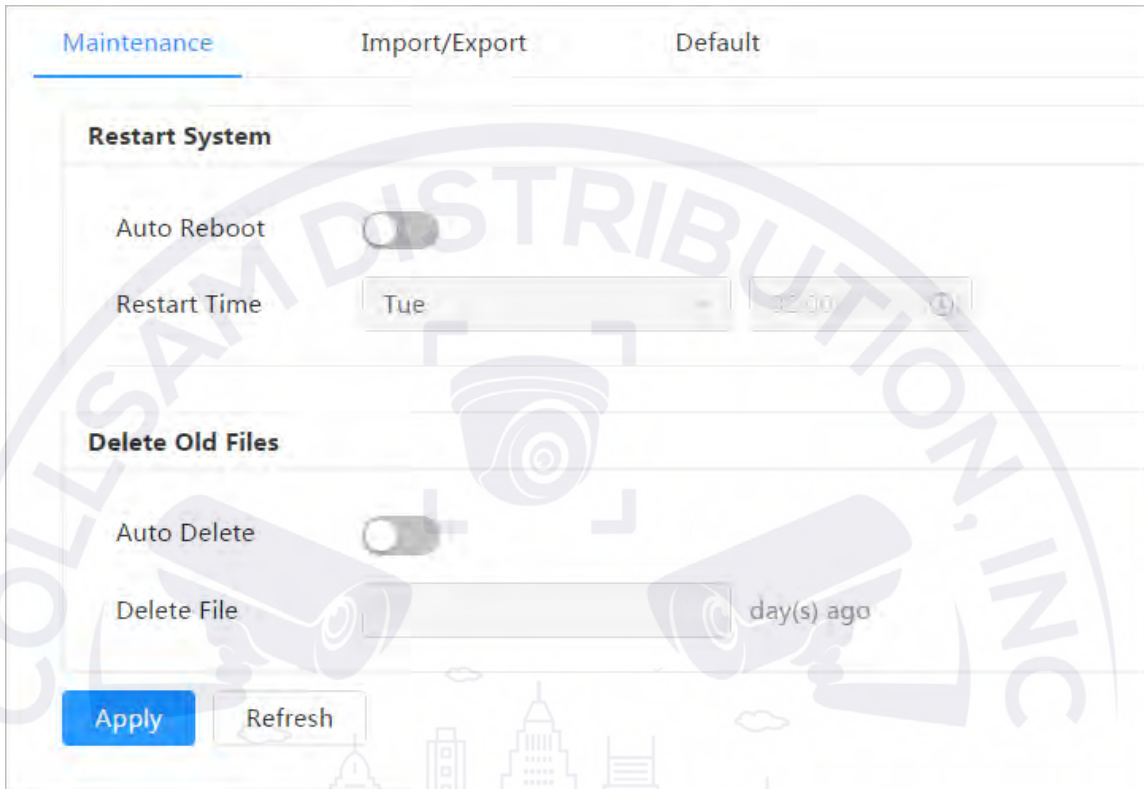 Maintenance Import/Export Default
Restart System
Auto Reboot
Restart Time Tue
Delete Old Files
Auto Delete
Delete File day(s) ago
Apply Refresh
COLLSAM DISTRIBUTION, INC